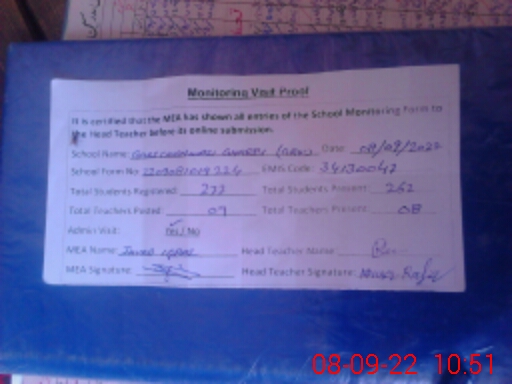 Monitoring Visit Proof
It is certified that the MEA has shown all entries of the School Monitoring Form to
the Head Teacher before its online submission.
School Name: Date: 08/09/2022
School Form No: EMIS Code: 34130047
Total Students Registered: Total Students Present: 262
Total Teachers Posted: 09 Total Teachers Present: 08
Admin Visit: Yes / No
MEA Name: Javed Iqbal Head Teacher Name:
MEA Signature: Head Teacher Signature:
08-09-22 10:51